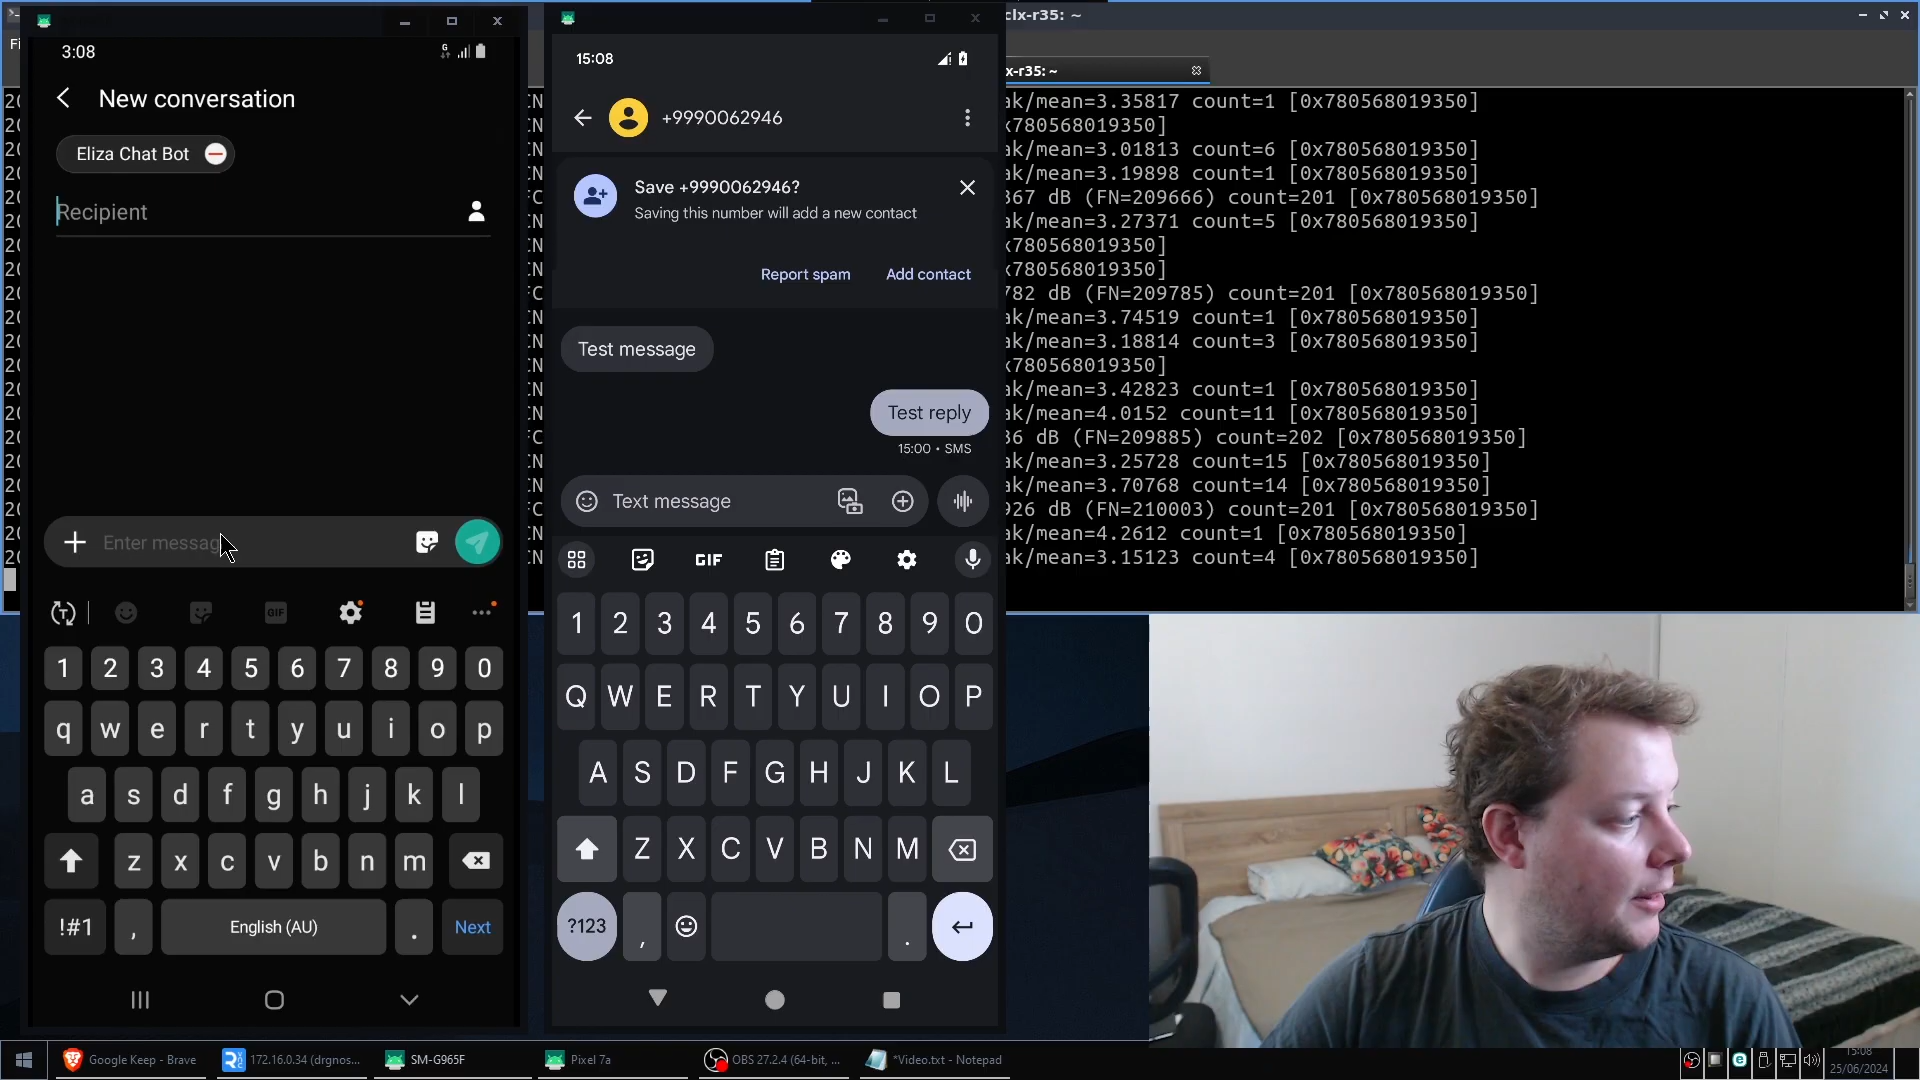 3:08
New conversation
Eliza Chat Bot
Recipient
Enter message
1 2 3 4 5 6 7 8 9 0
q w e r t y u i o p
a s d f g h j k l
z x c v b n m
!#1 , English (AU) . Next
15:08
+9990062946
Save +9990062946?
Saving this number will add a new contact
Report spam Add contact
Test message
Test reply
15:00 • SMS
Text message
GIF
1 2 3 4 5 6 7 8 9 0
Q W E R T Y U I O P
A S D F G H J K L
Z X C V B N M
?123 , .
clx-r35: ~
x-r35: ~
ak/mean=3.35817 count=1 [0x780568019350]
x780568019350]
ak/mean=3.01813 count=6 [0x780568019350]
ak/mean=3.19898 count=1 [0x780568019350]
367 dB (FN=209666) count=201 [0x780568019350]
ak/mean=3.27371 count=5 [0x780568019350]
x780568019350]
x780568019350]
782 dB (FN=209785) count=201 [0x780568019350]
ak/mean=3.74519 count=1 [0x780568019350]
ak/mean=3.18814 count=3 [0x780568019350]
x780568019350]
ak/mean=3.42823 count=1 [0x780568019350]
ak/mean=4.0152 count=11 [0x780568019350]
36 dB (FN=209885) count=202 [0x780568019350]
ak/mean=3.25728 count=15 [0x780568019350]
ak/mean=3.70768 count=14 [0x780568019350]
926 dB (FN=210003) count=201 [0x780568019350]
ak/mean=4.2612 count=1 [0x780568019350]
ak/mean=3.15123 count=4 [0x780568019350]
Google Keep - Brave
172.16.0.34 (drgnos...
SM-G965F
Pixel 7a
OBS 27.2.4 (64-bit, ...
*Video.txt - Notepad
15:08
25/06/2024